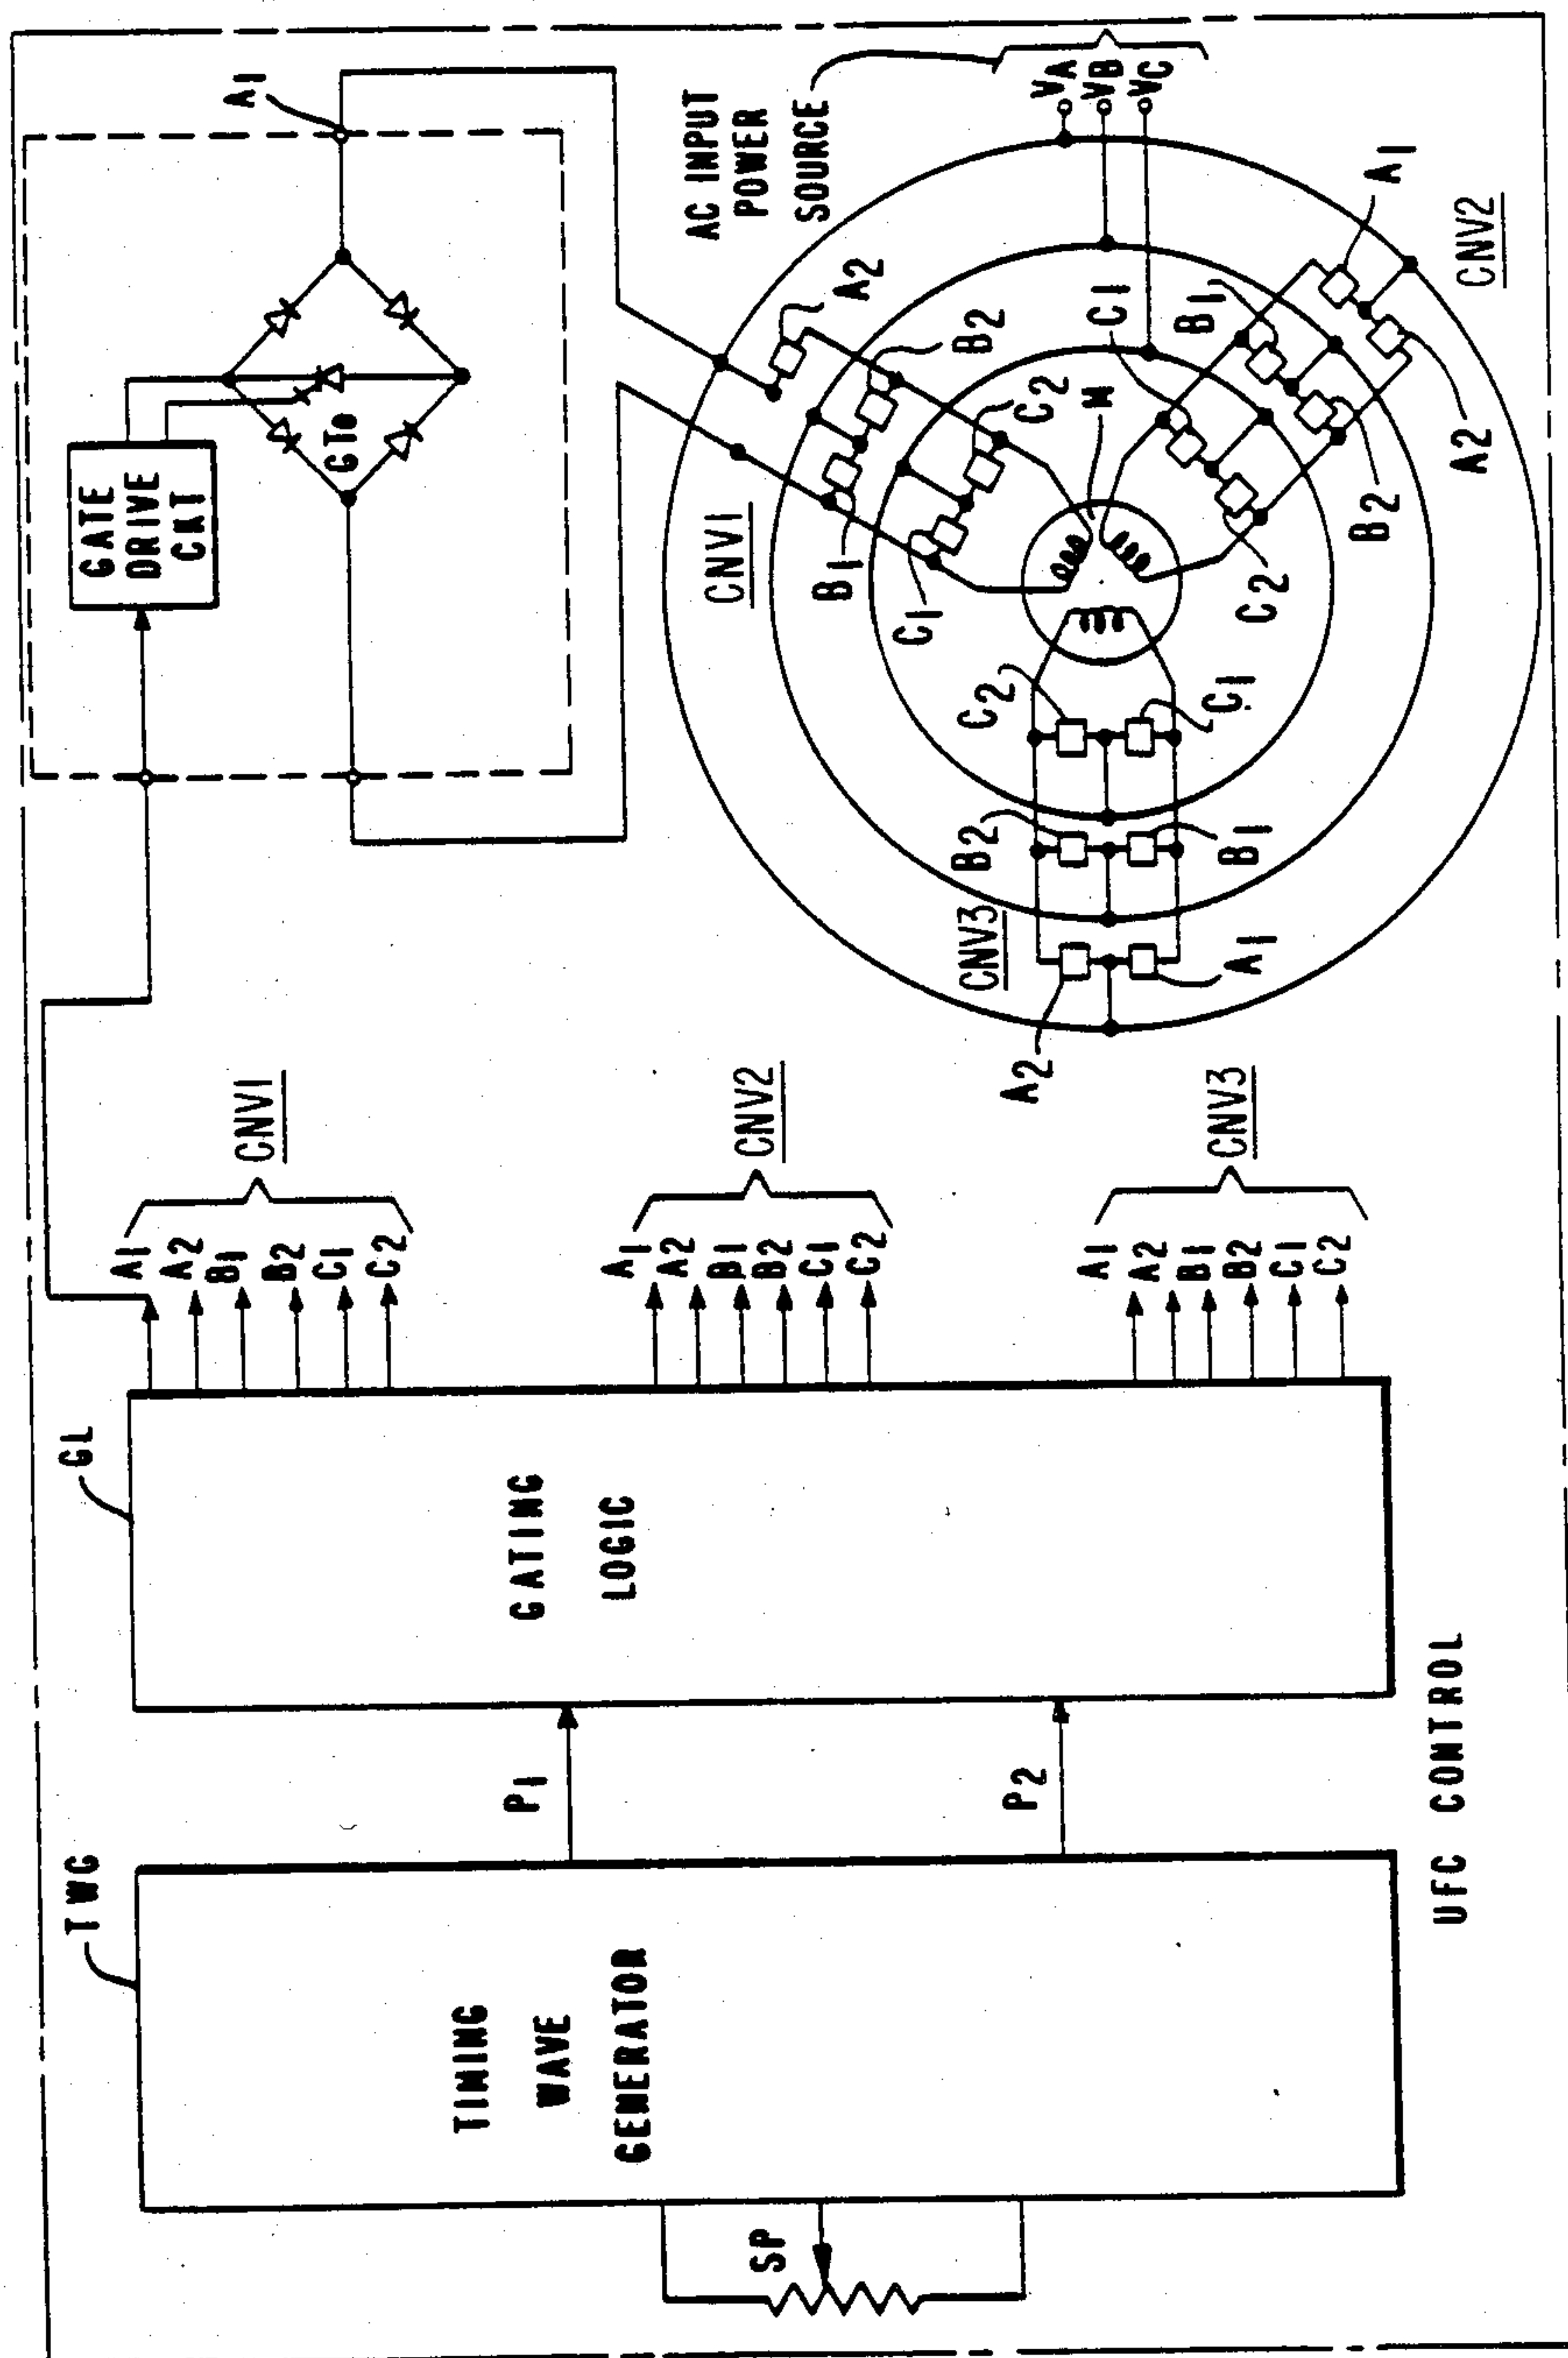 TWG
TIMING
WAVE
GENERATOR
SP
P1
P2
UFC CONTROL
GL
GATING
LOGIC
A1
A2
B1
B2
C1
C2
CNV1
A1
A2
B1
B2
C1
C2
CNV2
A1
A2
B1
B2
C1
C2
CNV3
GATE
DRIVE
CKT
GTo
A1
AC INPUT
POWER
SOURCE
VA
VB
VC
CNV1
A2
B2
C2
B1
C1
M
CNV2
A1
B1
C1
A2
B2
C2
CNV3
C2
C1
B2
B1
A2
A1